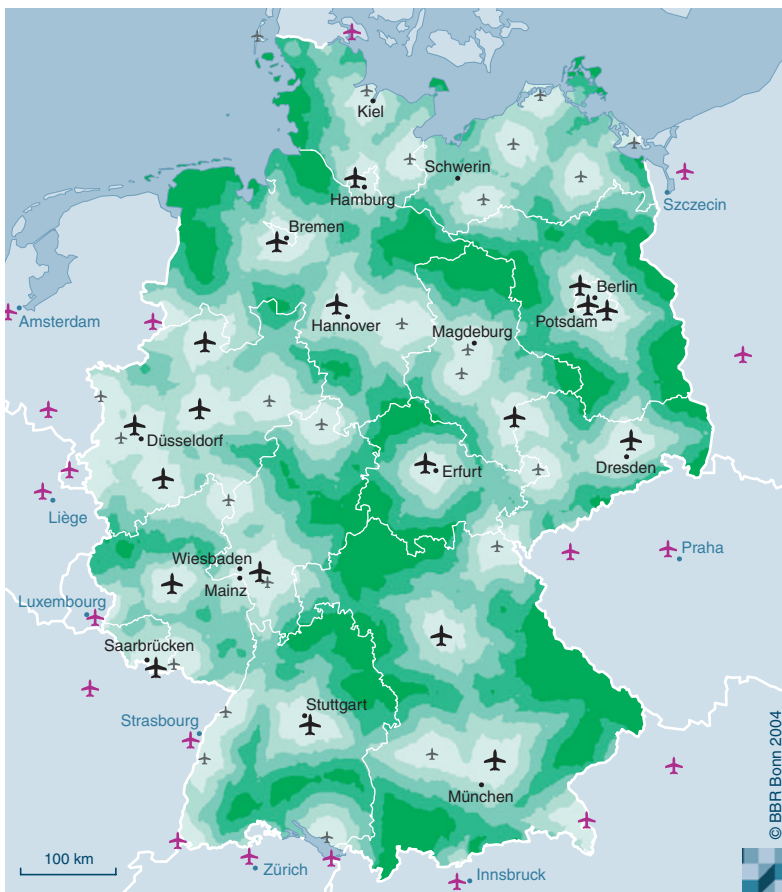 Kiel
Schwerin
Hamburg
Szczecin
Bremen
Berlin
Amsterdam
Hannover
Potsdam
Magdeburg
Düsseldorf
Erfurt
Dresden
Liège
Wiesbaden
Praha
Mainz
Luxembourg
Saarbrücken
Stuttgart
Strasbourg
München
© BBR Bonn 2004
100 km
Zürich
Innsbruck